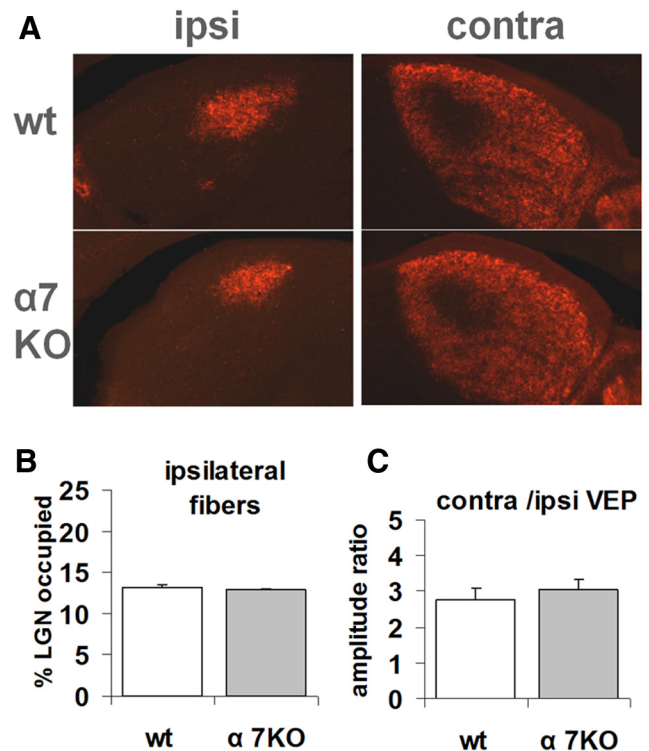 A
ipsi contra
wt
α7
KO
B
ipsilateral
fibers
% LGN occupied
25
20
15
10
5
0
wt α 7KO
C
contra /ipsi VEP
amplitude ratio
5
4
3
2
1
0
wt α 7KO